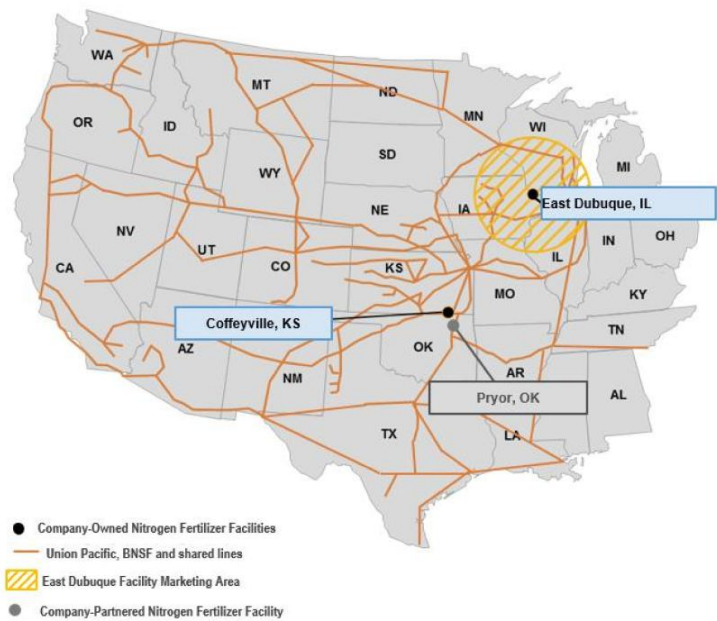 WA
MT
ND
MN
OR
ID
WI
MI
SD
WY
East Dubuque, IL
NE
IA
NV
UT
IL
IN
OH
CO
CA
KS
MO
KY
Coffeyville, KS
TN
AZ
OK
NM
AR
Pryor, OK
AL
TX
LA
Company-Owned Nitrogen Fertilizer Facilities
Union Pacific, BNSF and shared lines
East Dubuque Facility Marketing Area
Company-Partnered Nitrogen Fertilizer Facility